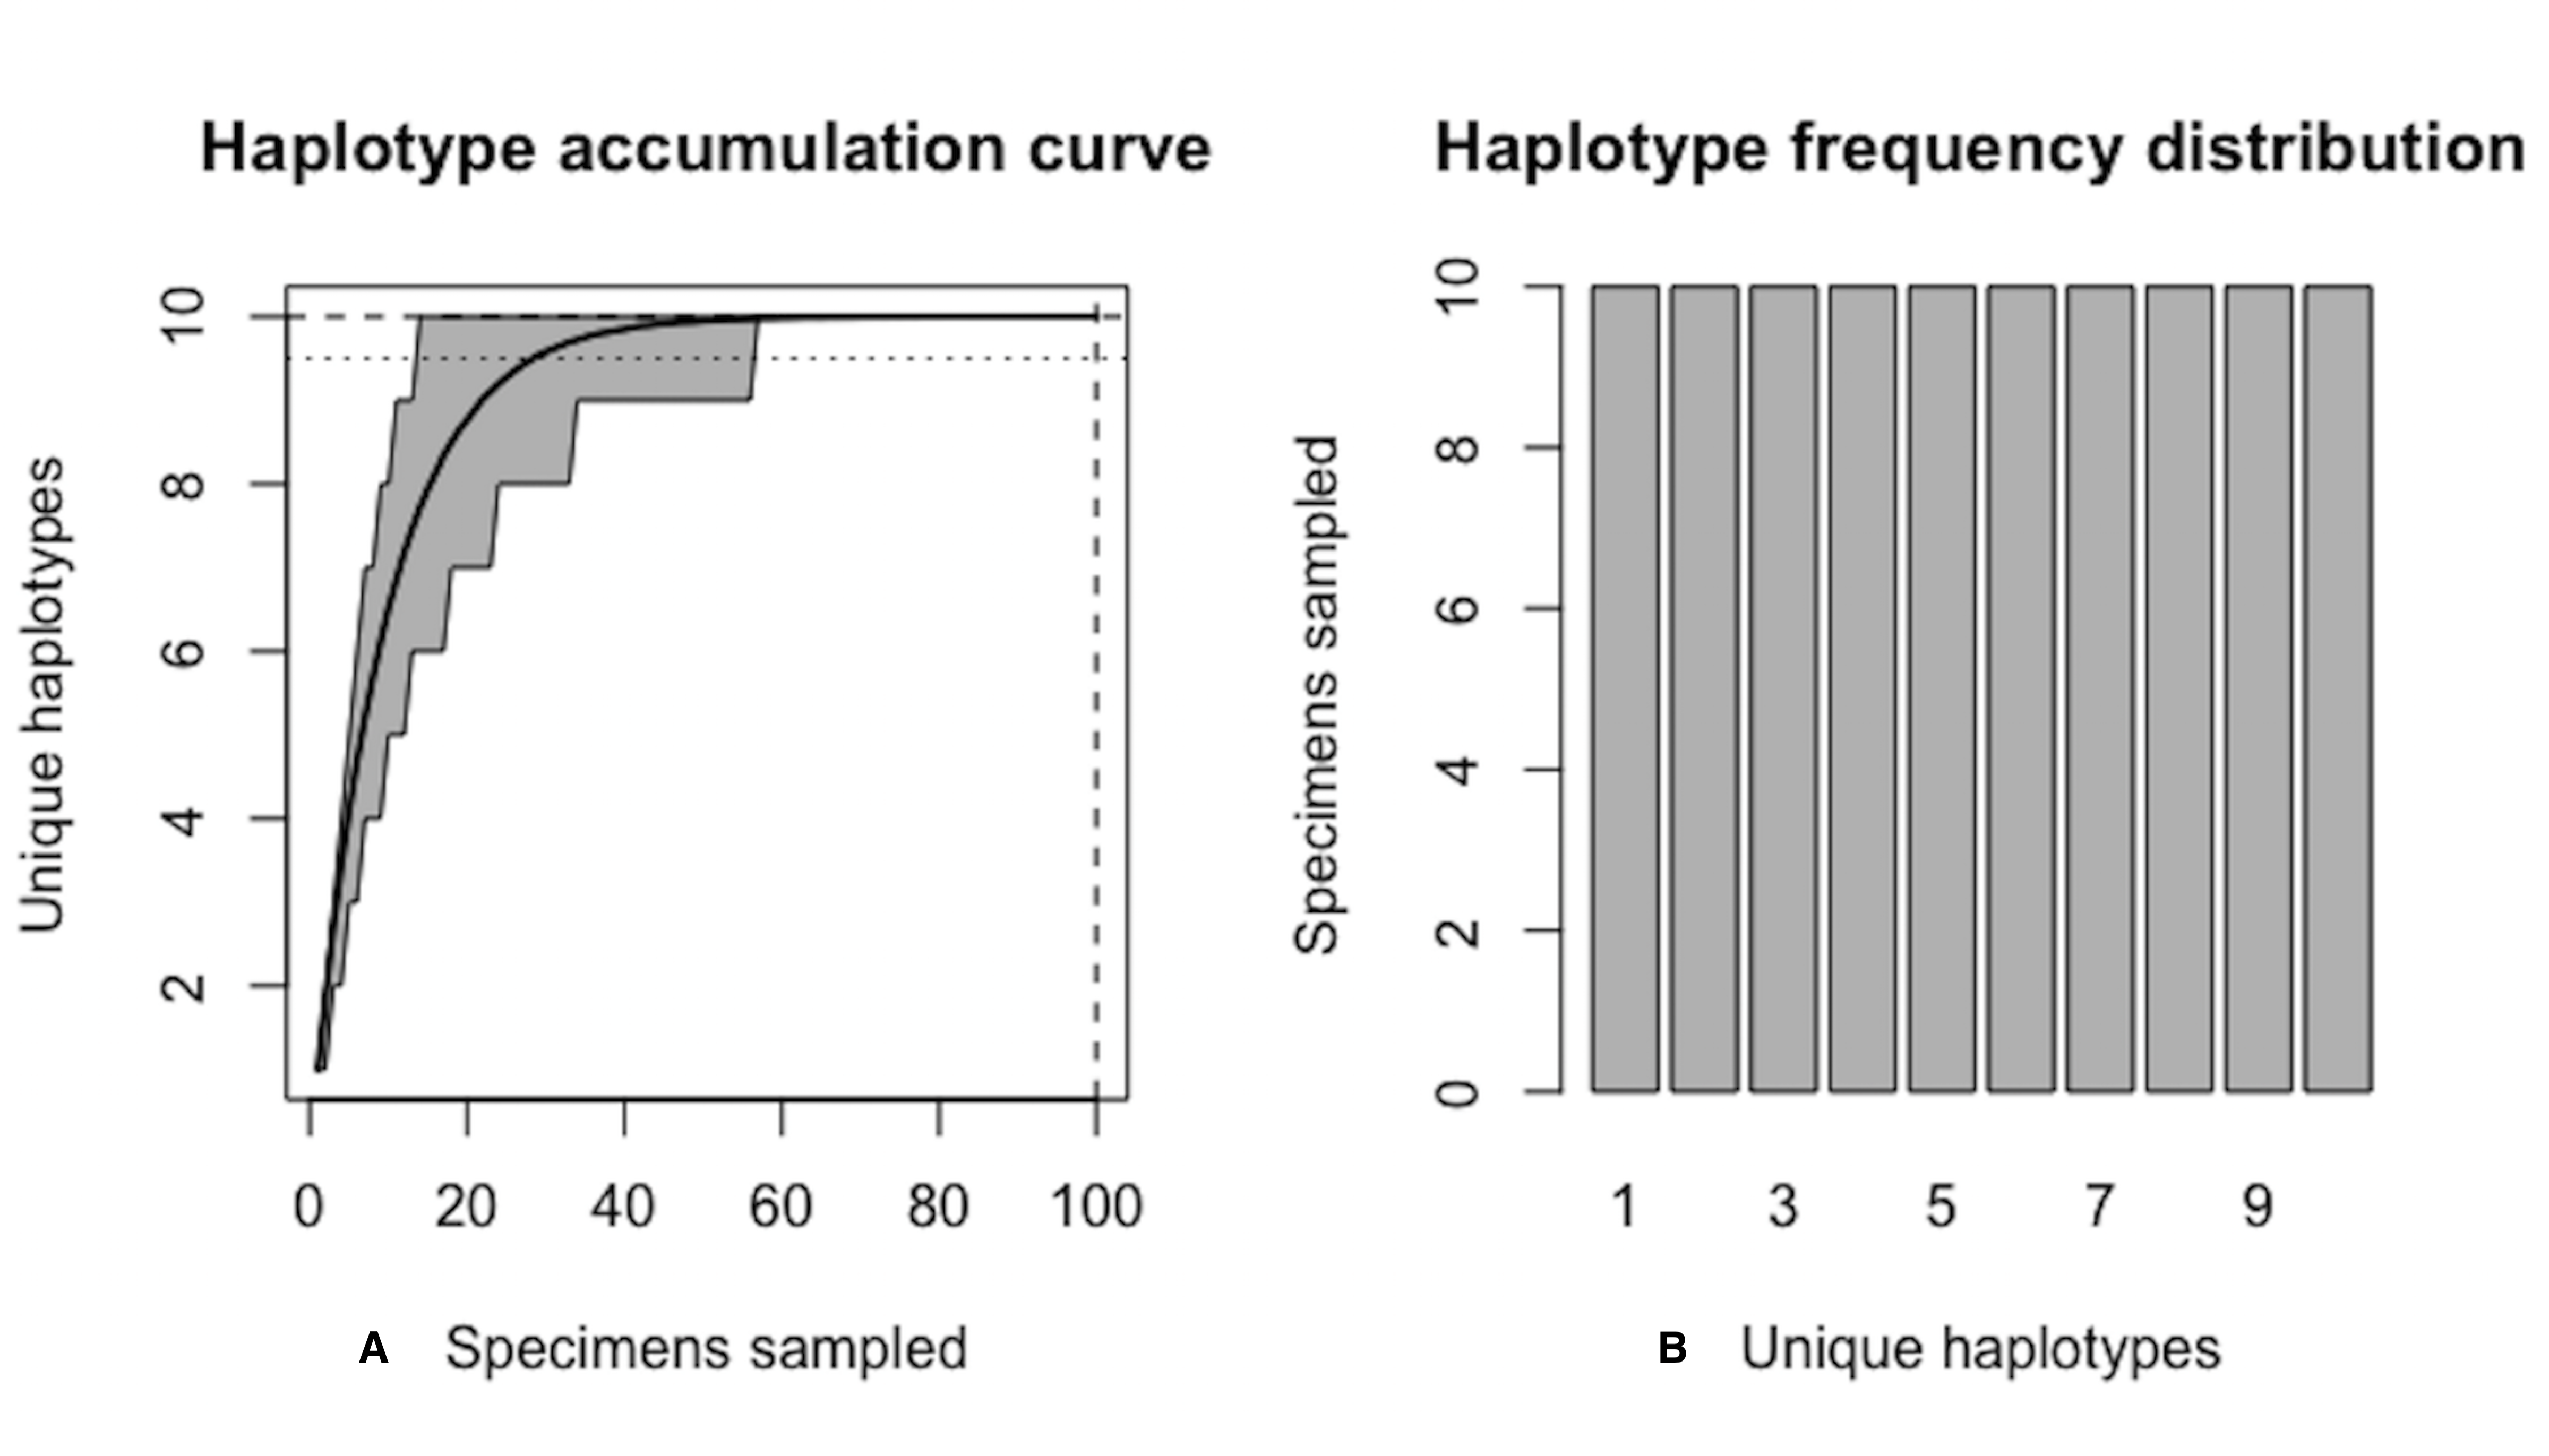 Haplotype accumulation curve
Unique haplotypes
10
8
6
4
2
0 20 40 60 80 100
A Specimens sampled
Haplotype frequency distribution
Specimens sampled
10
8
6
4
2
0
1 3 5 7 9
B Unique haplotypes